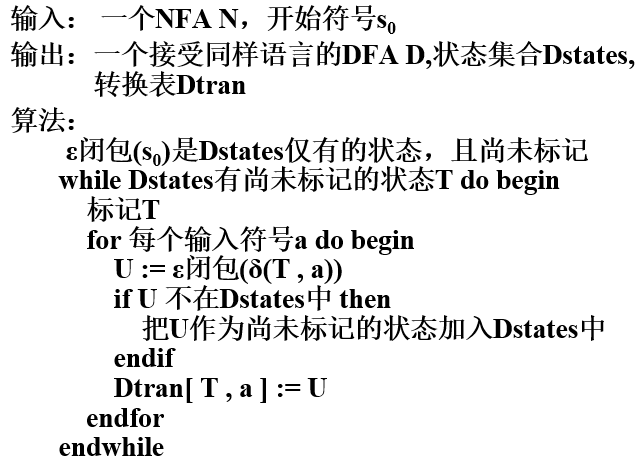 输入： 一个NFA N，开始符号s₀
输出：一个接受同样语言的DFA D,状态集合Dstates,
转换表Dtran
算法：
ε闭包(s₀)是Dstates仅有的状态，且尚未标记
while Dstates有尚未标记的状态T do begin
标记T
for 每个输入符号a do begin
U := ε闭包(δ(T , a))
if U 不在Dstates中 then
把U作为尚未标记的状态加入Dstates中
endif
Dtran[ T , a ] := U
endfor
endwhile